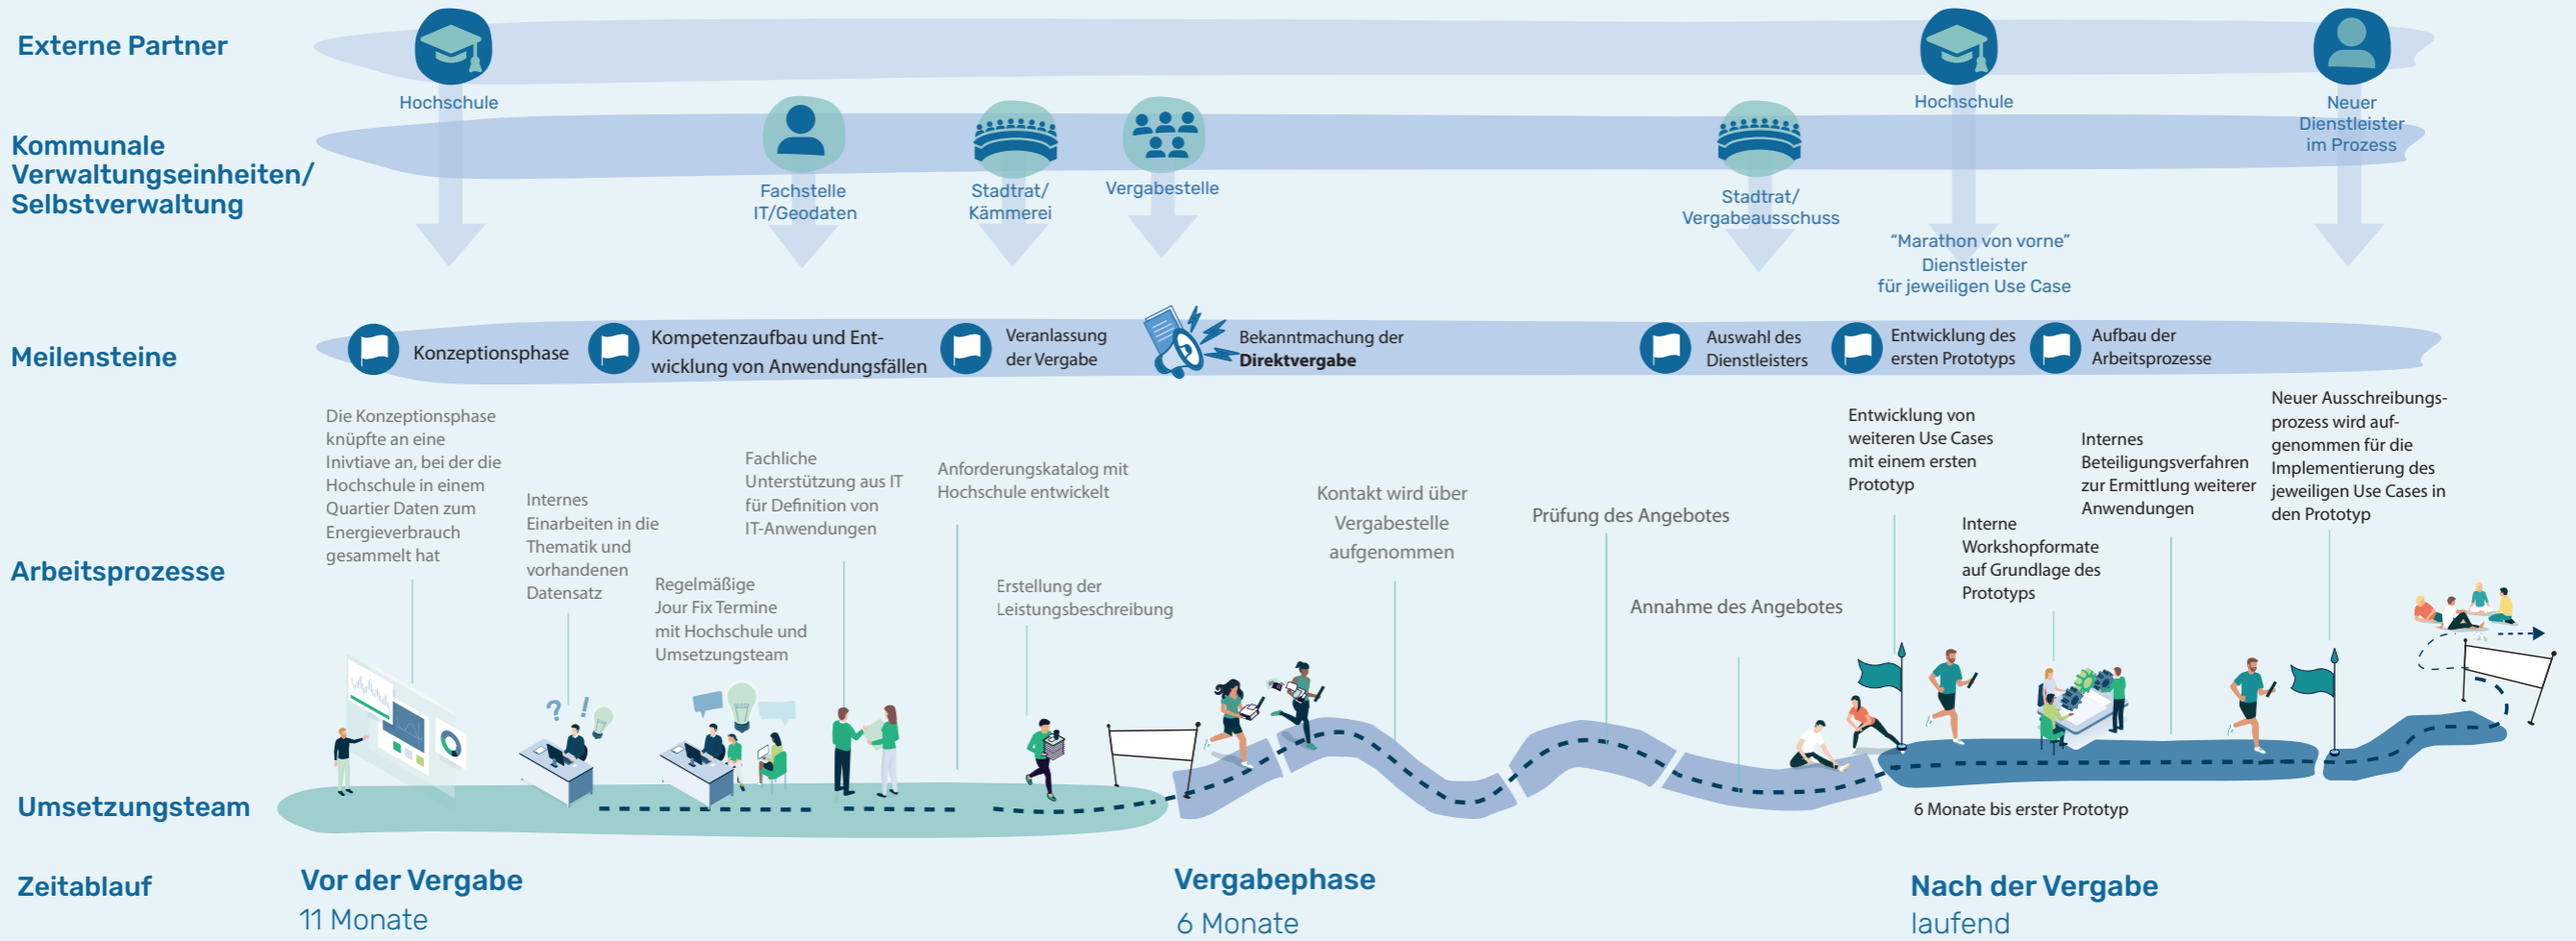 Externe Partner
Hochschule
Hochschule
Neuer
Dienstleister
im Prozess
Kommunale
Verwaltungseinheiten/
Selbstverwaltung
Fachstelle
IT/Geodaten
Stadtrat/
Kämmerei
Vergabestelle
Stadtrat/
Vergabeausschuss
"Marathon von vorne"
Dienstleister
für jeweiligen Use Case
Meilensteine
Konzeptionsphase
Kompetenzaufbau und Ent-
wicklung von Anwendungsfällen
Veranlassung
der Vergabe
Bekanntmachung der
Direktvergabe
Auswahl des
Dienstleisters
Entwicklung des
ersten Prototyps
Aufbau der
Arbeitsprozesse
Arbeitsprozesse
Die Konzeptionsphase
knüpfte an eine
Inivtiave an, bei der die
Hochschule in einem
Quartier Daten zum
Energieverbrauch
gesammelt hat
Internes
Einarbeiten in die
Thematik und
vorhandenen
Datensatz
Regelmäßige
Jour Fix Termine
mit Hochschule und
Umsetzungsteam
Fachliche
Unterstützung aus IT
für Definition von
IT-Anwendungen
Anforderungskatalog mit
Hochschule entwickelt
Erstellung der
Leistungsbeschreibung
Kontakt wird über
Vergabestelle
aufgenommen
Prüfung des Angebotes
Annahme des Angebotes
Entwicklung von
weiteren Use Cases
mit einem ersten
Prototyp
Interne
Workshopformate
auf Grundlage des
Prototyps
Internes
Beteiligungsverfahren
zur Ermittlung weiterer
Anwendungen
Neuer Ausschreibungs-
prozess wird auf-
genommen für die
Implementierung des
jeweiligen Use Cases in
den Prototyp
? !
Umsetzungsteam
6 Monate bis erster Prototyp
Zeitablauf
Vor der Vergabe
11 Monate
Vergabephase
6 Monate
Nach der Vergabe
laufend